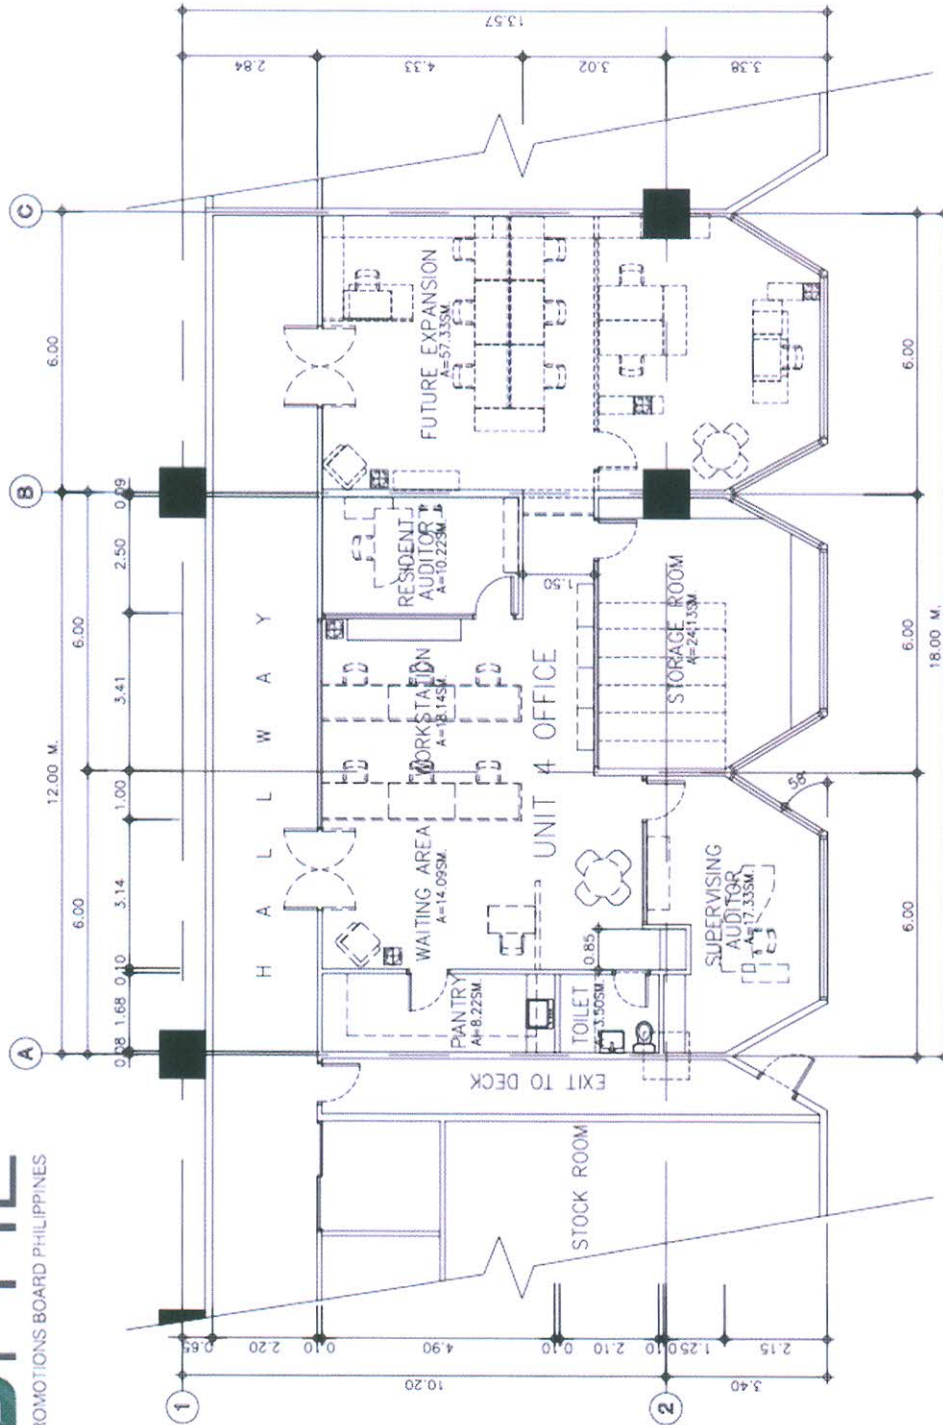 ROMOTIONS BOARD PHILIPPINES
A
B
C
12.00 M.
6.00
6.00
6.00
0.08
1.68
0.10
3.14
1.00
3.41
2.50
0.09
1
2
HALLWAY
STOCK ROOM
EXIT TO DECK
PANTRY
A=8.22SM.
TOILET
A=3.50SM.
WAITING AREA
A=14.09SM.
WORKSTATION
A=18.14SM.
RESIDENT
AUDITOR
A=10.22SM.
UNIT 4 OFFICE
SUPERVISING
AUDITOR
A=17.33SM.
STORAGE ROOM
A=24.13SM.
FUTURE EXPANSION
A=57.33SM.
0.85
1.50
58°
0.65
2.20
0.10
4.90
0.10
2.10
0.10
1.25
2.15
10.20
3.40
2.84
4.33
3.02
3.38
13.57
6.00
6.00
6.00
18.00 M.